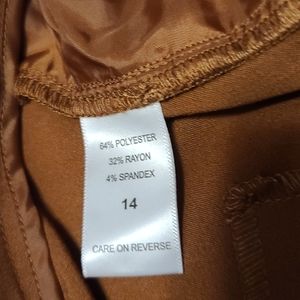 64% POLYESTER
32% RAYON
4% SPANDEX
14
CARE ON REVERSE